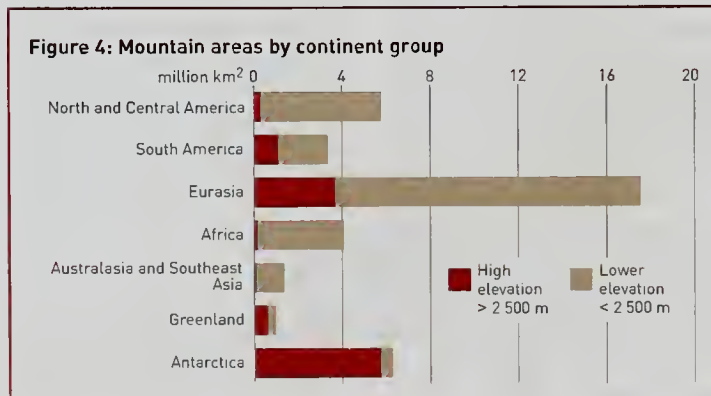 Figure 4: Mountain areas by continent group
million km² 0 4 8 12 16 20
North and Central America
South America
Eurasia
Africa
Australasia and Southeast
Asia
Greenland
Antarctica
High
elevation
> 2 500 m
Lower
elevation
< 2 500 m